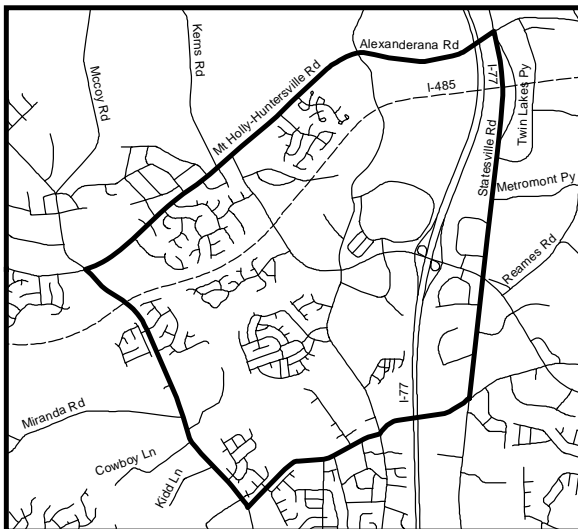 Kerns Rd
Alexanderana Rd
Mccoy Rd
I-77
I-485
Twin Lakes Py
Mt Holly-Huntersville Rd
Statesville Rd
Metromont Py
Reames Rd
I-77
Miranda Rd
Cowboy Ln
Kidd Ln